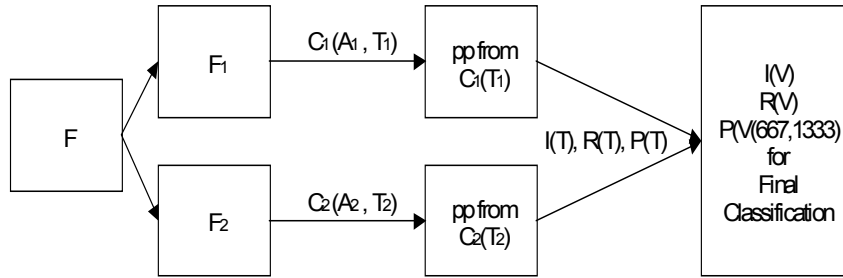 F
F₁
C₁(A₁, T₁)
pp from
C₁(T₁)
F₂
C₂(A₂, T₂)
pp from
C₂(T₂)
I(T), R(T), P(T)
I(V)
R(V)
P(V(667,1333)
for
Final
Classification